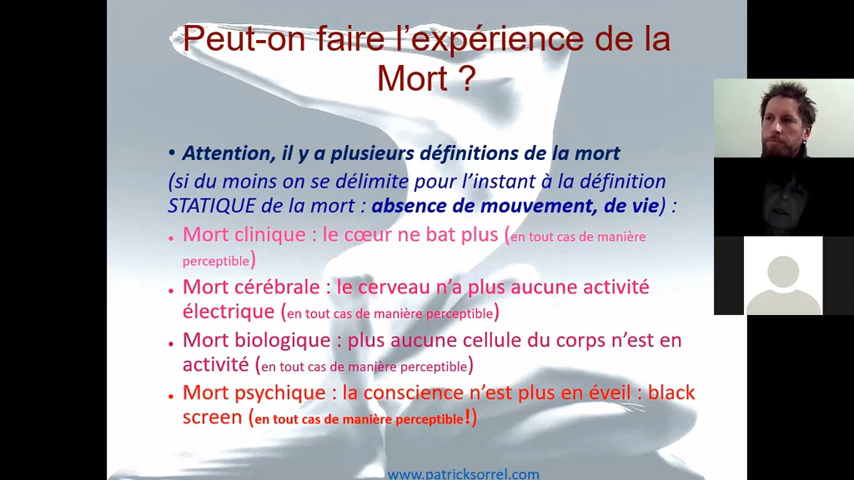 Peut-on faire l'expérience de la
Mort ?
• Attention, il y a plusieurs définitions de la mort
(si du moins on se délimite pour l'instant à la définition
STATIQUE de la mort : absence de mouvement, de vie) :
• Mort clinique : le cœur ne bat plus (en tout cas de manière
perceptible)
• Mort cérébrale : le cerveau n'a plus aucune activité
électrique (en tout cas de manière perceptible)
• Mort biologique : plus aucune cellule du corps n'est en
activité (en tout cas de manière perceptible)
• Mort psychique : la conscience n'est plus en éveil : black
screen (en tout cas de manière perceptible!)
www.patricksorrel.com